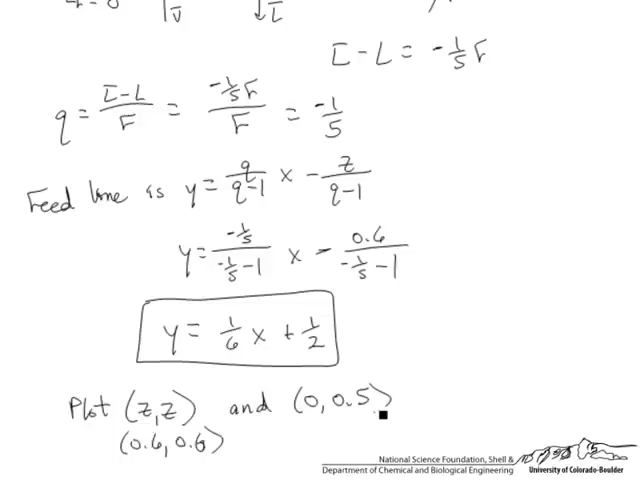 L̅ - L = -1/5 F
q = (L̅-L)/F = (-1/5 F)/F = -1/5
Feed line is y = q/(q-1) x - z/(q-1)
y = (-1/5)/(-1/5 -1) x - 0.6/(-1/5 -1)
y = 1/6 x + 1/2
Plot (z,z) and (0,0.5)
(0.6,0.6)
National Science Foundation, Shell &
Department of Chemical and Biological Engineering
University of Colorado-Boulder